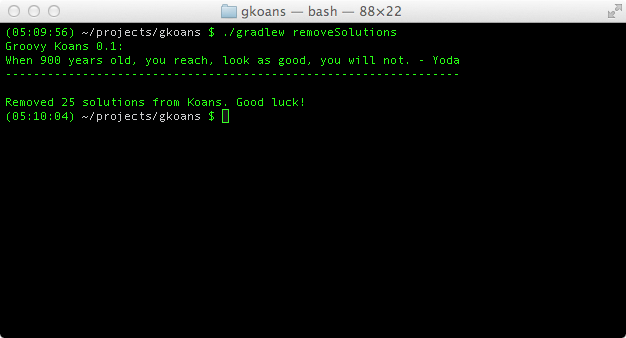 gkoans — bash — 88×22
(05:09:56) ~/projects/gkoans $ ./gradlew removeSolutions
Groovy Koans 0.1:
When 900 years old, you reach, look as good, you will not. - Yoda
-----------------------------------------------------------------
Removed 25 solutions from Koans. Good luck!
(05:10:04) ~/projects/gkoans $